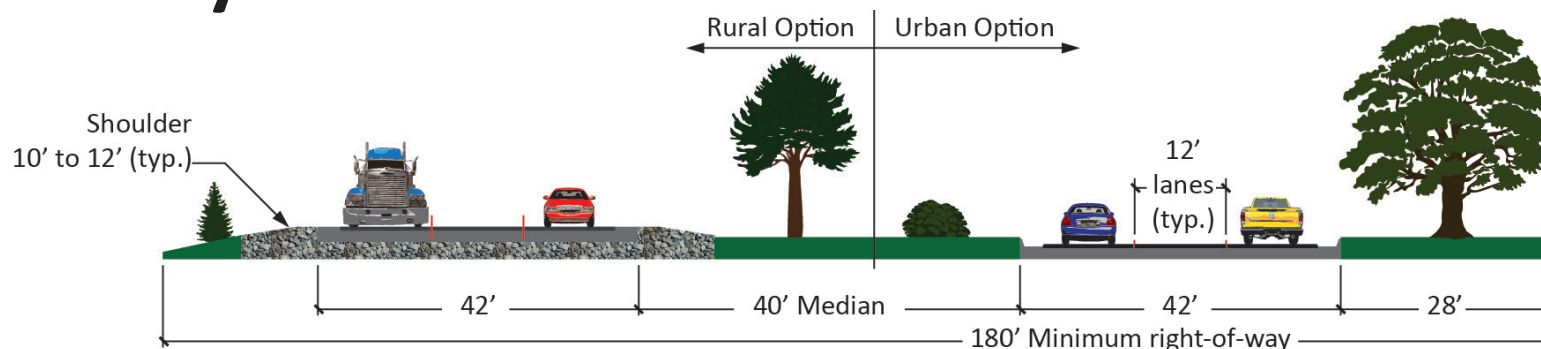 Rural Option
Urban Option
Shoulder
10’ to 12’ (typ.)
12’
lanes
(typ.)
42’
40’ Median
42’
28’
180’ Minimum right-of-way